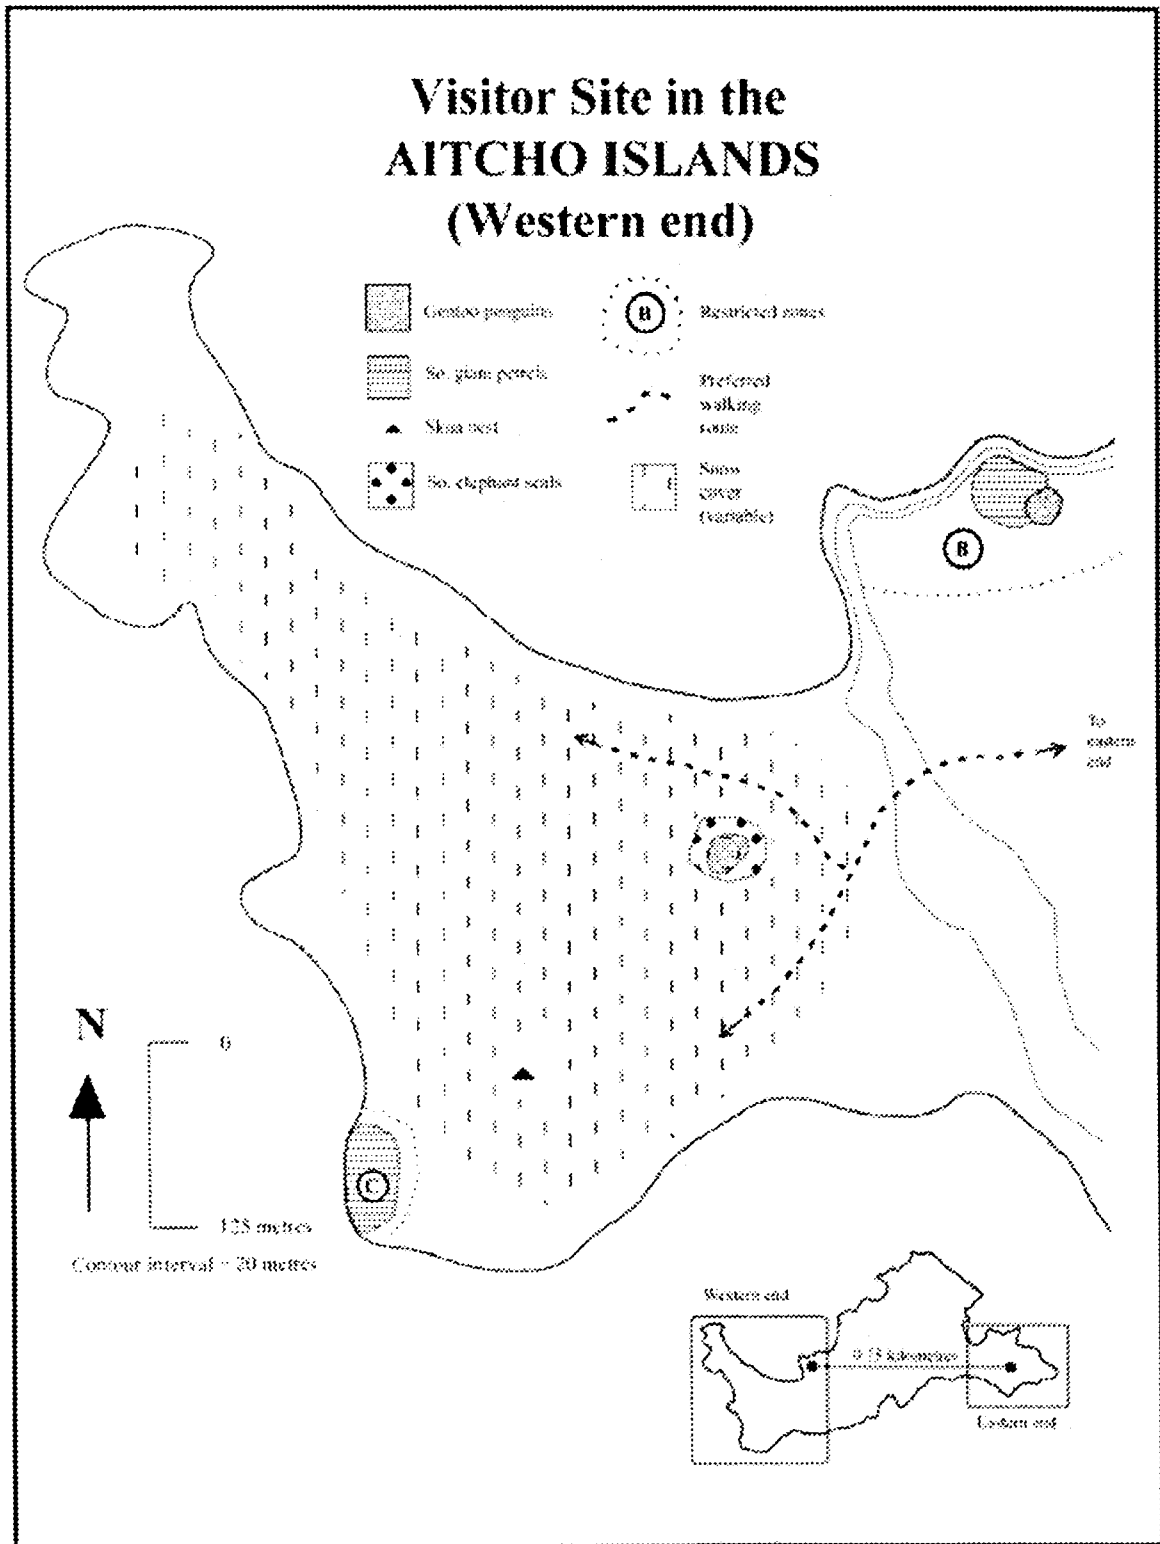 Visitor Site in the
AITCHO ISLANDS
(Western end)
Gentoo penguins
B
Restricted zones
So. giant petrels
Preferred
walking
route
Skua nest
So. elephant seals
Snow
cover
(variable)
B
To
eastern
end
N
0
C
125 metres
Contour interval = 20 metres
Western end
kilometres
Eastern end